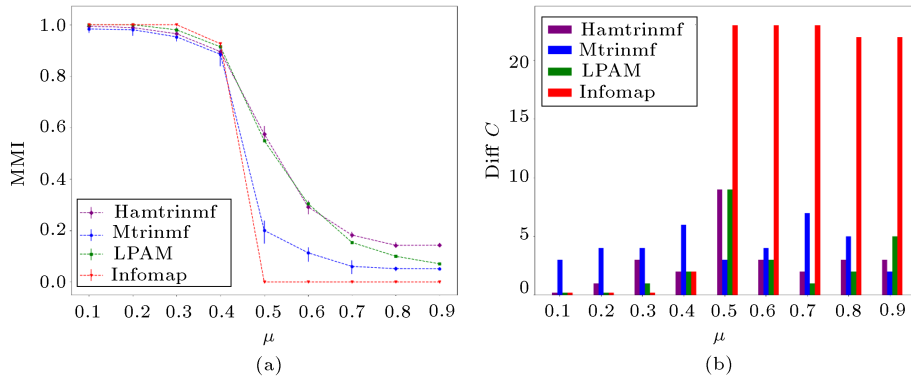 1.0
0.8
0.6
0.4
0.2
0.0
MMI
Hamtrinmf
Mtrinmf
LPAM
Infomap
0.1 0.2 0.3 0.4 0.5 0.6 0.7 0.8 0.9
μ
(a)
20
15
10
5
0
Diff C
Hamtrinmf
Mtrinmf
LPAM
Infomap
0.1 0.2 0.3 0.4 0.5 0.6 0.7 0.8 0.9
μ
(b)